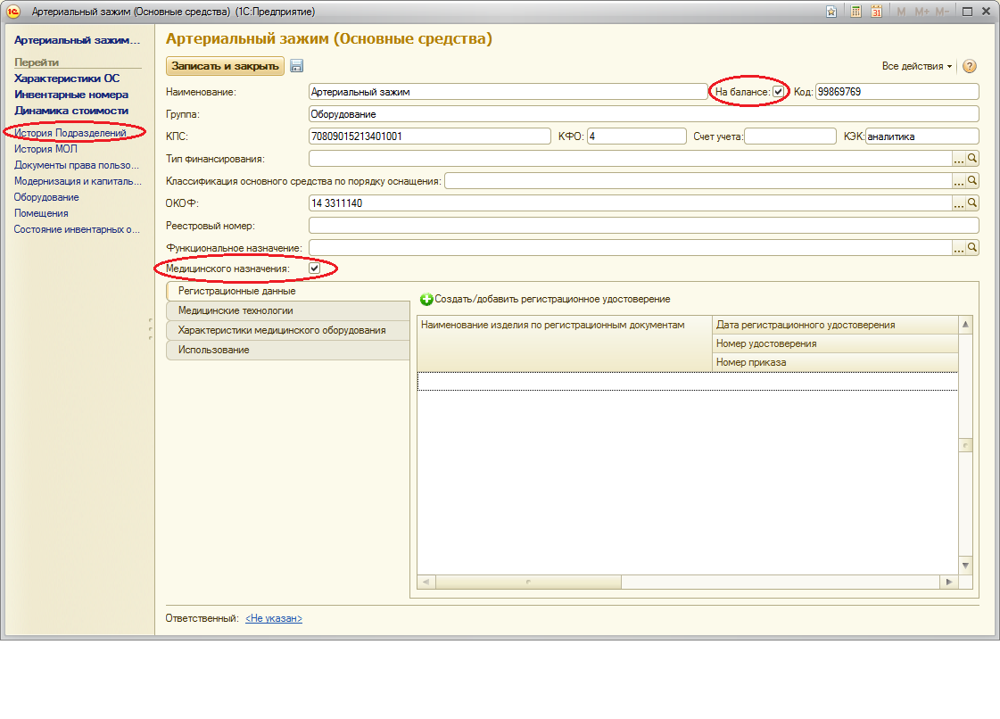 Артериальный зажим (Основные средства) (1С:Предприятие)
31 M M+ M-
Артериальный зажим...
Перейти
Характеристики ОС
Инвентарные номера
Динамика стоимости
История Подразделений
История МОЛ
Документы права пользо...
Модернизация и капиталь...
Оборудование
Помещения
Состояние инвентарных о...
Артериальный зажим (Основные средства)
Записать и закрыть
Все действия
?
Наименование: Артериальный зажим На балансе: Код: 99869769
Группа: Оборудование
КПС: 70809015213401001 КФО: 4 Счет учета: КЭК: аналитика
Тип финансирования: ...
Классификация основного средства по порядку оснащения: ...
ОКОФ: 14 3311140 ...
Реестровый номер:
Функциональное назначение: ...
Медицинского назначения:
Регистрационные данные
Медицинские технологии
Характеристики медицинского оборудования
Использование
Создать/добавить регистрационное удостоверение
Наименование изделия по регистрационным документам
Дата регистрационного удостоверения
Номер удостоверения
Номер приказа
Ответственный: <Не указан>